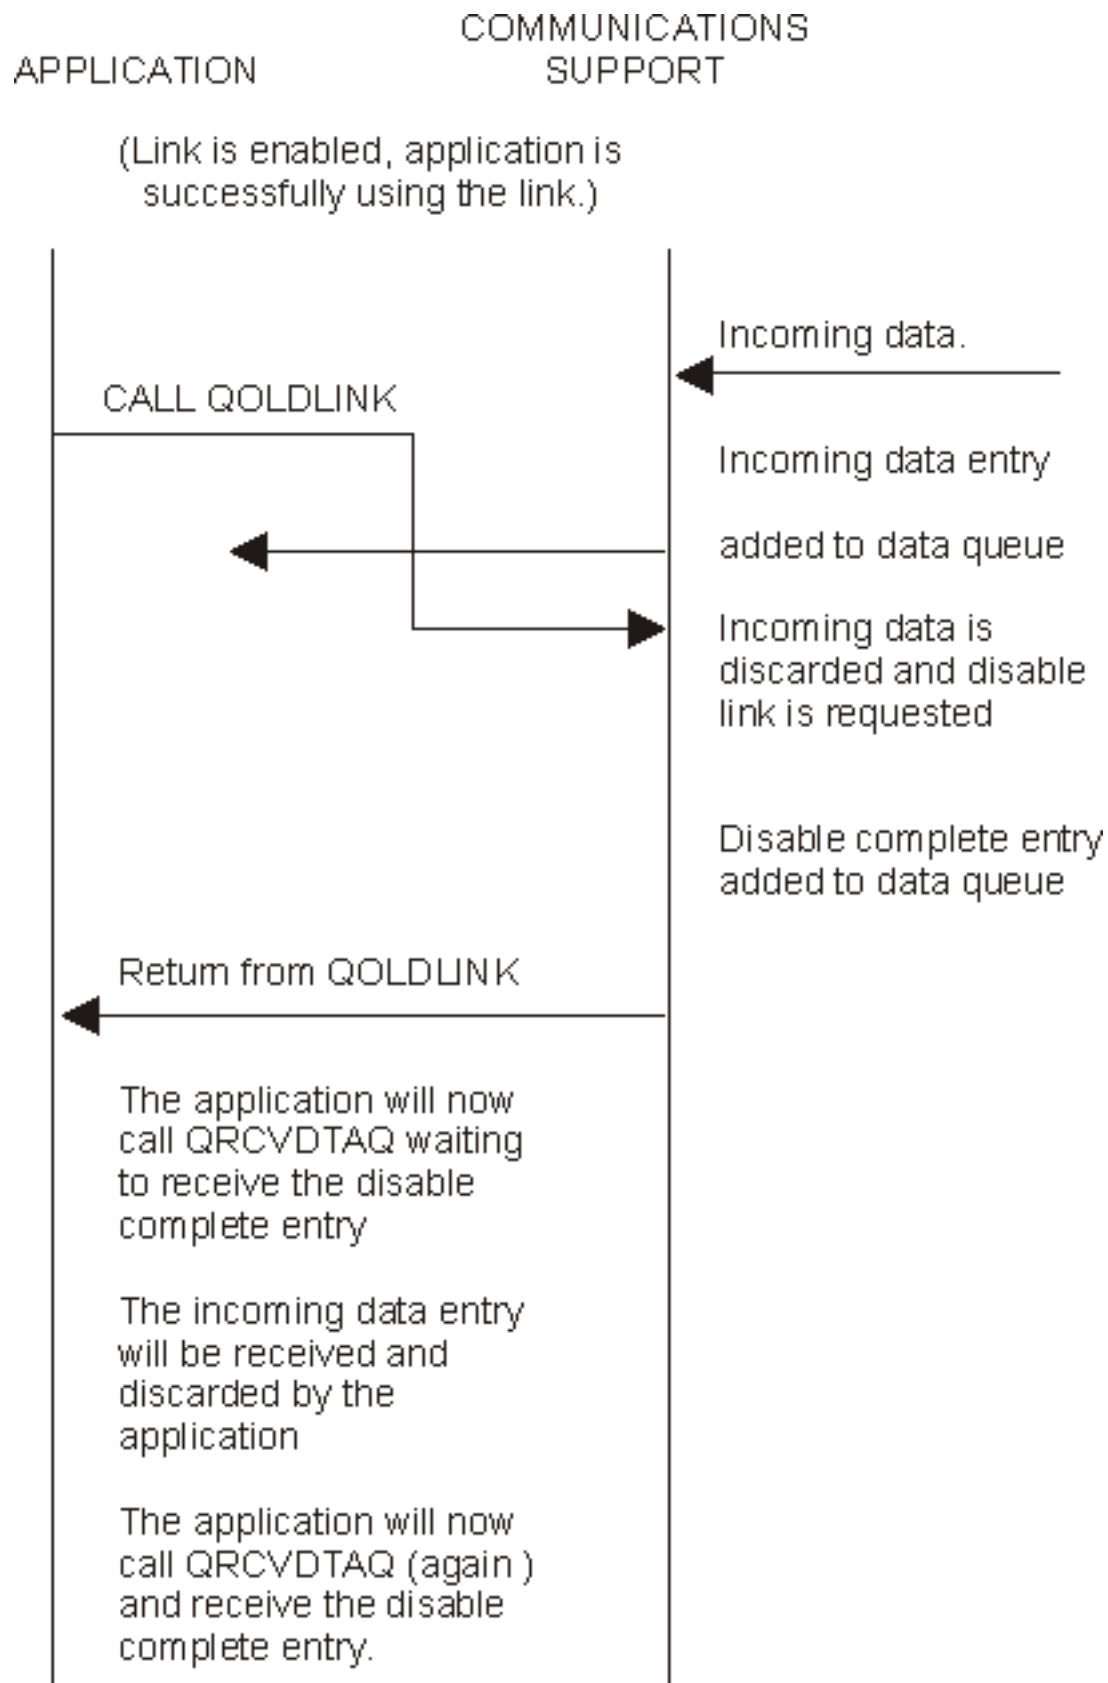 COMMUNICATIONS
APPLICATION SUPPORT
(Link is enabled, application is
successfully using the link.)
Incoming data.
CALL QOLDLINK
Incoming data entry
added to data queue
Incoming data is
discarded and disable
link is requested
Disable complete entry
added to data queue
Return from QOLDLINK
The application will now
call QRCVDTAQ waiting
to receive the disable
complete entry
The incoming data entry
will be received and
discarded by the
application
The application will now
call QRCVDTAQ (again )
and receive the disable
complete entry.